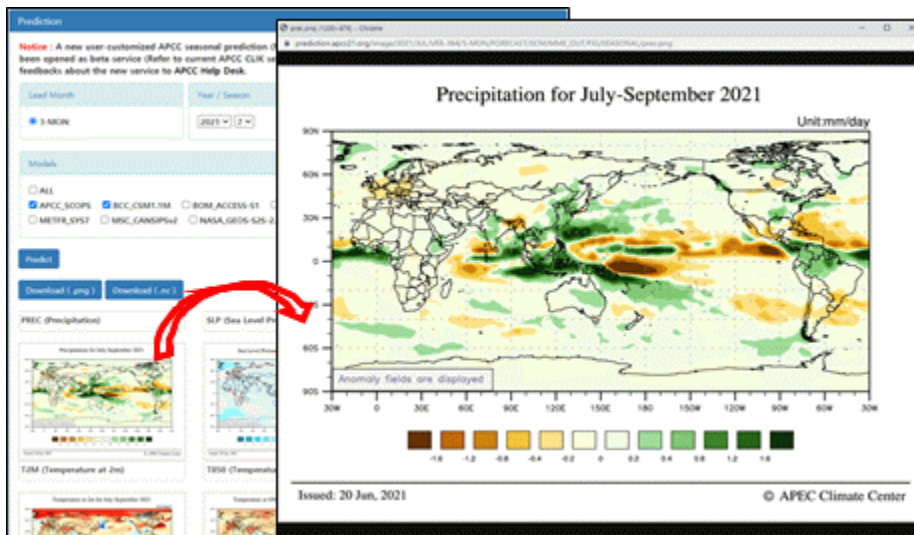 Prediction
Notice : A new user-customized APCC seasonal prediction
been opened as beta service (Refer to current APCC CLIK
feedbacks about the new service to APCC Help Desk.
Lead Month
Year / Season
3-MON
2021
7
Models
ALL
APCC_SCOPS BCC_CSM1.1M BOM_ACCESS-S1
METFR_SYS7 MSC_CANSIPSv2 NASA_GEOS-S2S-2
Predict
Download (.png) Download (.nc)
PREC (Precipitation)
SLP (Sea Level
T2M (Temperature at 2m)
prec.png (1200×876) - Chrome
Precipitation for July-September 2021
Unit:mm/day
90N
60N
30N
0
60S
90S
Anomaly fields are displayed
30W 0 30E 60E 90E 120E 150E 180 150W 120W 90W 60W 30W
-1.6 -1.2 -0.8 -0.4 -0.2 0 0.2 0.4 0.8 1.2 1.6
Issued: 20 Jun, 2021
© APEC Climate Center